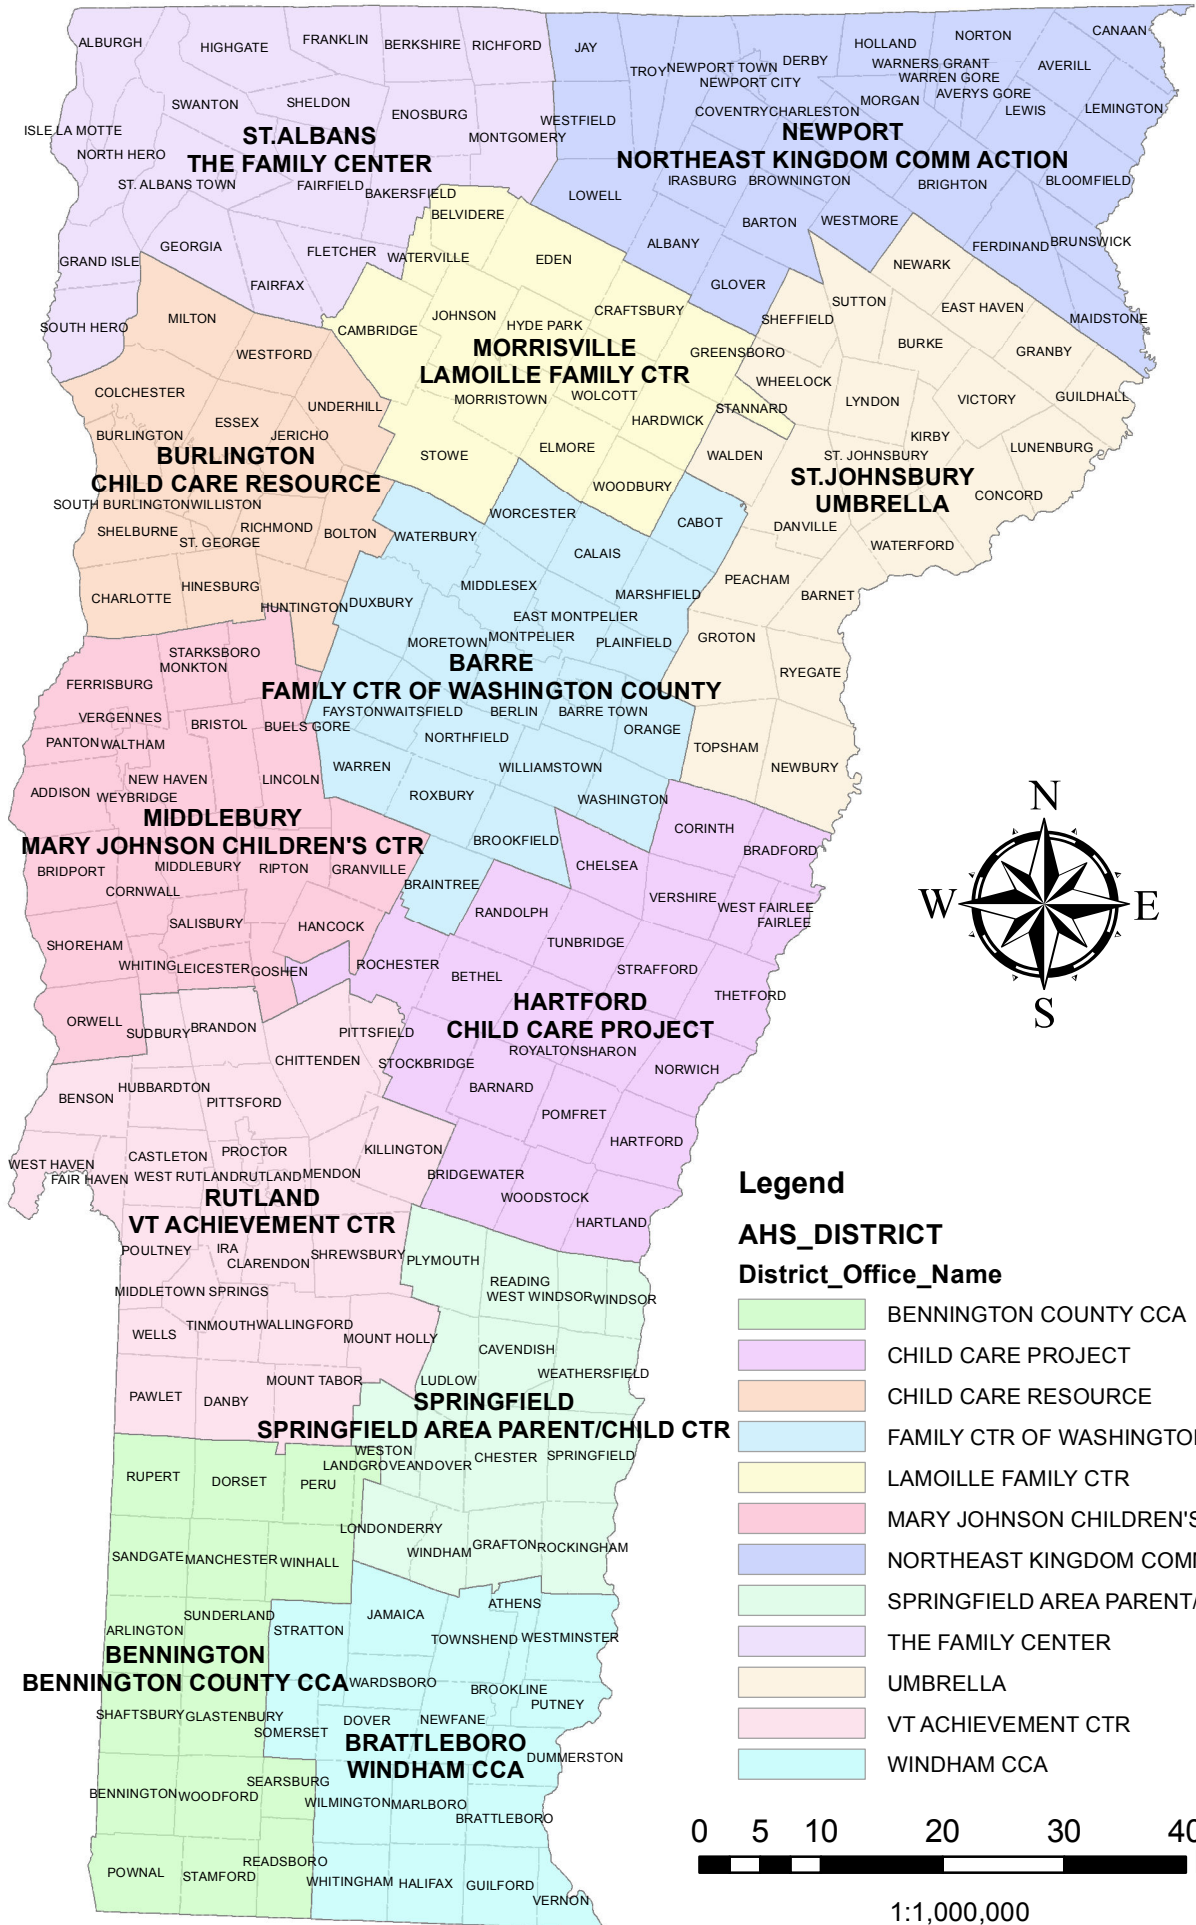 ALBURGH
HIGHGATE
FRANKLIN
BERKSHIRE
RICHFORD
JAY
TROY
NEWPORT TOWN
NEWPORT CITY
DERBY
HOLLAND
NORTON
CANAAN
WARNERS GRANT
WARREN GORE
AVERYS GORE
AVERILL
SWANTON
SHELDON
ENOSBURG
MONTGOMERY
WESTFIELD
COVENTRY
CHARLESTON
MORGAN
LEWIS
LEMINGTON
ISLE LA MOTTE
NORTH HERO
ST.ALBANS
THE FAMILY CENTER
NEWPORT
NORTHEAST KINGDOM COMM ACTION
ST. ALBANS TOWN
FAIRFIELD
BAKERSFIELD
LOWELL
IRASBURG
BROWNINGTON
BRIGHTON
BLOOMFIELD
BELVIDERE
ALBANY
BARTON
WESTMORE
FERDINAND
BRUNSWICK
GRAND ISLE
GEORGIA
FLETCHER
WATERVILLE
EDEN
NEWARK
FAIRFAX
GLOVER
SUTTON
EAST HAVEN
MAIDSTONE
SOUTH HERO
MILTON
CAMBRIDGE
JOHNSON
HYDE PARK
CRAFTSBURY
SHEFFIELD
WESTFORD
MORRISVILLE
LAMOILLE FAMILY CTR
GREENSBORO
BURKE
GRANBY
COLCHESTER
UNDERHILL
MORRISTOWN
WOLCOTT
WHEELOCK
STANNARD
LYNDON
VICTORY
GUILDHALL
BURLINGTON
ESSEX
JERICHO
HARDWICK
KIRBY
BURLINGTON
CHILD CARE RESOURCE
STOWE
ELMORE
WALDEN
ST. JOHNSBURY
LUNENBURG
ST.JOHNSBURY
UMBRELLA
WOODBURY
CONCORD
SOUTH BURLINGTON
WILLISTON
SHELBURNE
ST. GEORGE
RICHMOND
BOLTON
WATERBURY
WORCESTER
CABOT
DANVILLE
WATERFORD
CALAIS
CHARLOTTE
HINESBURG
HUNTINGTON
DUXBURY
MIDDLESEX
MARSHFIELD
PEACHAM
BARNET
EAST MONTPELIER
MORETOWN
MONTPELIER
PLAINFIELD
GROTON
STARKSBORO
MONKTON
FERRISBURG
BARRE
FAMILY CTR OF WASHINGTON COUNTY
RYEGATE
VERGENNES
BRISTOL
BUELS GORE
FAYSTON
WAITSFIELD
BERLIN
BARRE TOWN
ORANGE
PANTON
WALTHAM
NORTHFIELD
TOPSHAM
NEW HAVEN
LINCOLN
WARREN
WILLIAMSTOWN
NEWBURY
ADDISON
WEYBRIDGE
ROXBURY
WASHINGTON
MIDDLEBURY
MARY JOHNSON CHILDREN'S CTR
BROOKFIELD
CORINTH
BRADFORD
BRIDPORT
MIDDLEBURY
RIPTON
GRANVILLE
BRAINTREE
CHELSEA
CORNWALL
VERSHIRE
WEST FAIRLEE
FAIRLEE
SALISBURY
HANCOCK
RANDOLPH
TUNBRIDGE
SHOREHAM
WHITING
LEICESTER
GOSHEN
ROCHESTER
BETHEL
STRAFFORD
THETFORD
HARTFORD
CHILD CARE PROJECT
ORWELL
SUDBURY
BRANDON
PITTSFIELD
CHITTENDEN
STOCKBRIDGE
ROYALTON
SHARON
NORWICH
BENSON
HUBBARDTON
PITTSFORD
BARNARD
POMFRET
HARTFORD
WEST HAVEN
FAIR HAVEN
CASTLETON
PROCTOR
KILLINGTON
WEST RUTLAND
RUTLAND
MENDON
BRIDGEWATER
WOODSTOCK
RUTLAND
VT ACHIEVEMENT CTR
HARTLAND
POULTNEY
IRA
CLARENDON
SHREWSBURY
PLYMOUTH
READING
WEST WINDSOR
WINDSOR
MIDDLETOWN SPRINGS
WELLS
TINMOUTH
WALLINGFORD
MOUNT HOLLY
CAVENDISH
WEATHERSFIELD
PAWLET
DANBY
MOUNT TABOR
LUDLOW
SPRINGFIELD
SPRINGFIELD AREA PARENT/CHILD CTR
WESTON
LANDGROVE
ANDOVER
CHESTER
SPRINGFIELD
RUPERT
DORSET
PERU
LONDONDERRY
WINDHAM
GRAFTON
ROCKINGHAM
SANDGATE
MANCHESTER
WINHALL
ATHENS
SUNDERLAND
ARLINGTON
STRATTON
JAMAICA
TOWNSHEND
WESTMINSTER
BENNINGTON
BENNINGTON COUNTY CCA
WARDSBORO
BROOKLINE
PUTNEY
SHAFTSBURY
GLASTENBURY
SOMERSET
DOVER
NEWFANE
BRATTLEBORO
WINDHAM CCA
DUMMERSTON
BENNINGTON
WOODFORD
SEARSBURG
WILMINGTON
MARLBORO
BRATTLEBORO
POWNAL
STAMFORD
READSBORO
WHITINGHAM
HALIFAX
GUILFORD
VERNON
N
W
E
S
Legend
AHS_DISTRICT
District_Office_Name
BENNINGTON COUNTY CCA
CHILD CARE PROJECT
CHILD CARE RESOURCE
FAMILY CTR OF WASHINGTON
LAMOILLE FAMILY CTR
MARY JOHNSON CHILDREN'S
NORTHEAST KINGDOM COMM
SPRINGFIELD AREA PARENT/
THE FAMILY CENTER
UMBRELLA
VT ACHIEVEMENT CTR
WINDHAM CCA
0 5 10 20 30 40
1:1,000,000